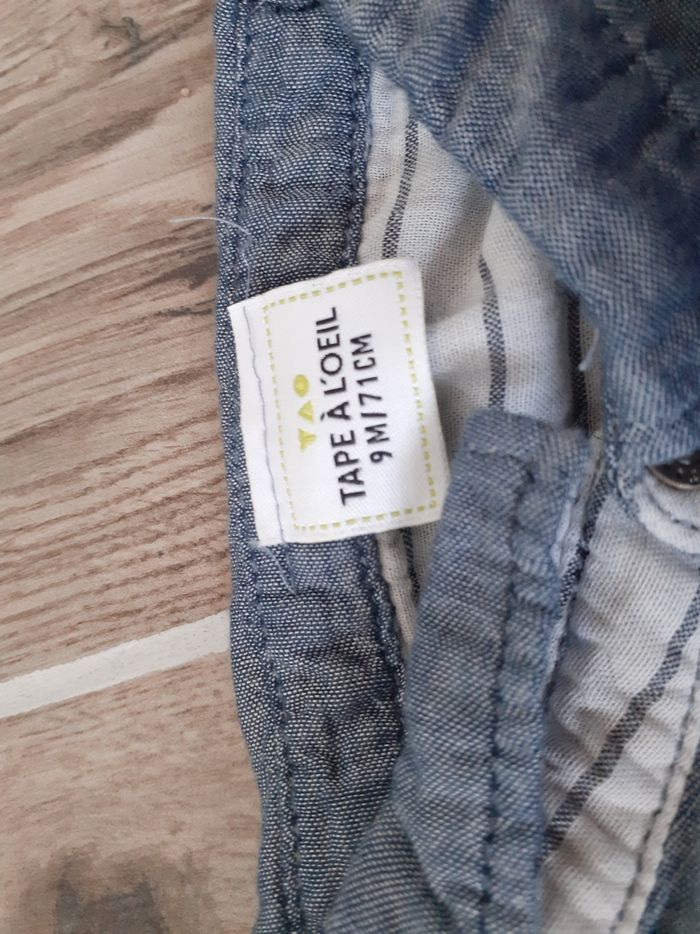 TAO
TAPE À L'OEIL
9M/71CM